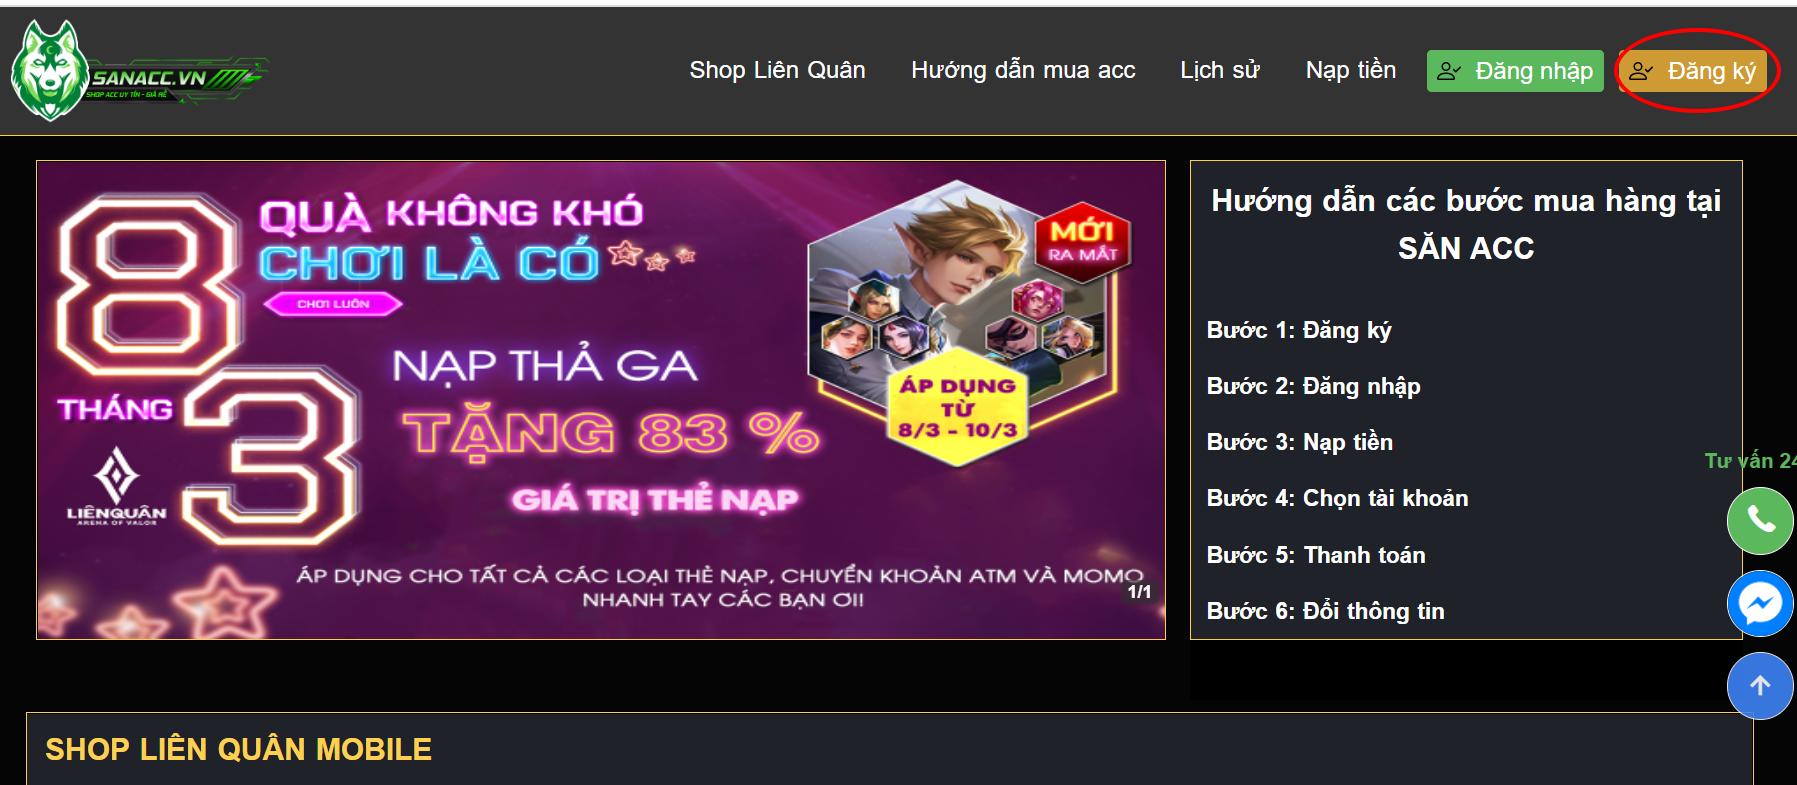 SANACC.VN
SHOP ACC UY TÍN - GIÁ RẺ
Shop Liên Quân
Hướng dẫn mua acc
Lịch sử
Nạp tiền
Đăng nhập
Đăng ký
8
QUÀ KHÔNG KHÓ
CHƠI LÀ CÓ
CHƠI LUÔN
THÁNG
3
NẠP THẢ GA
TẶNG 83 %
GIÁ TRỊ THẺ NẠP
MỚI
RA MẮT
ÁP DỤNG
TỪ
8/3 - 10/3
LIÊNQUÂN
ARENA OF VALOR
ÁP DỤNG CHO TẤT CẢ CÁC LOẠI THẺ NẠP, CHUYỂN KHOẢN ATM VÀ MOMO
NHANH TAY CÁC BẠN ƠI!
1/1
Hướng dẫn các bước mua hàng tại
SĂN ACC
Bước 1: Đăng ký
Bước 2: Đăng nhập
Bước 3: Nạp tiền
Bước 4: Chọn tài khoản
Bước 5: Thanh toán
Bước 6: Đổi thông tin
Tư vấn 24
SHOP LIÊN QUÂN MOBILE